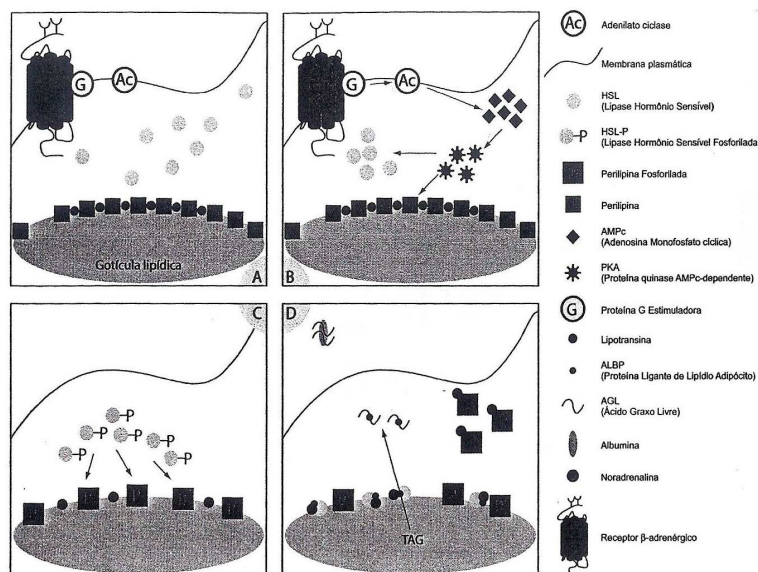 G
Ac
Gotícula lipídica
A
G
Ac
B
C
P
P
P
P
P
P
P
D
TAG
Ac
Adenilato ciclase
Membrana plasmática
HSL
(Lipase Hormônio Sensível)
P
HSL-P
(Lipase Hormônio Sensível Fosforilada
Perilipina Fosforilada
Perilipina
AMPc
(Adenosina Monofosfato cíclica)
PKA
(Proteína quinase AMPc-dependente)
G
Proteína G Estimuladora
Lipotransina
ALBP
(Proteína Ligante de Lipídio Adipócito)
AGL
(Ácido Graxo Livre)
Albumina
Noradrenalina
Receptor β-adrenérgico